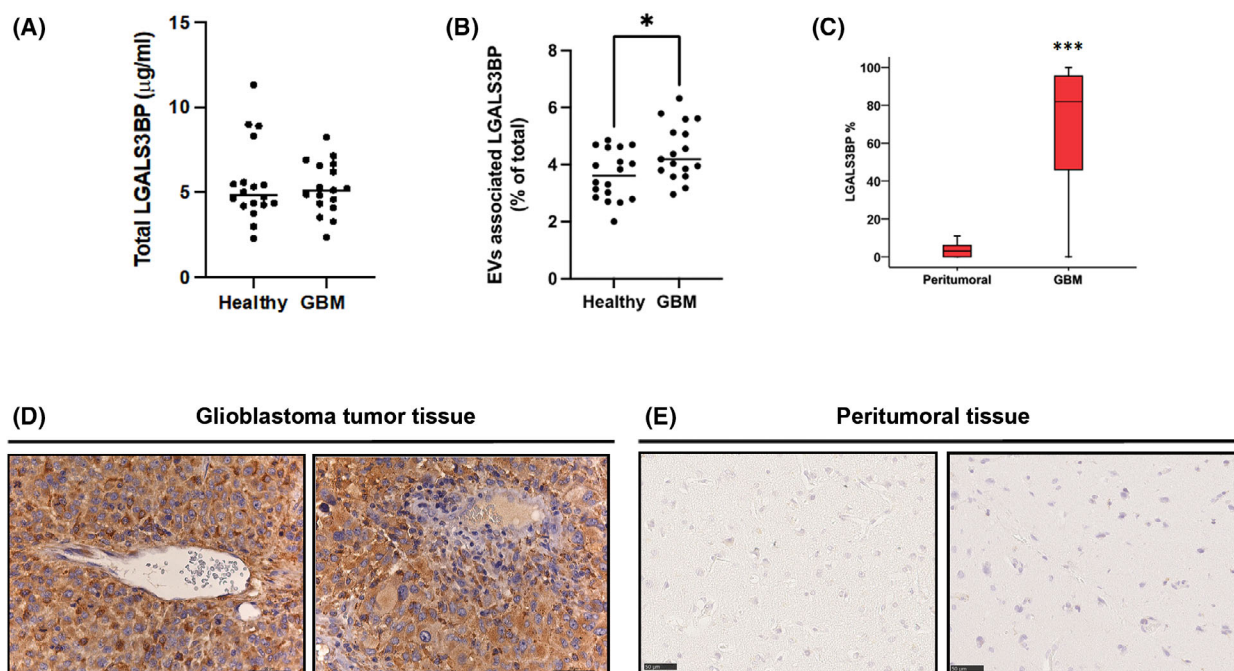 (A)
Total LGALS3BP (µg/ml)
15
10
5
0
Healthy GBM
(B)
EVs associated LGALS3BP
(% of total)
8
6
4
2
0
*
Healthy GBM
(C)
LGALS3BP %
100
80
60
40
20
0
***
Peritumoral GBM
(D) Glioblastoma tumor tissue
(E) Peritumoral tissue
50 µm
50 µm